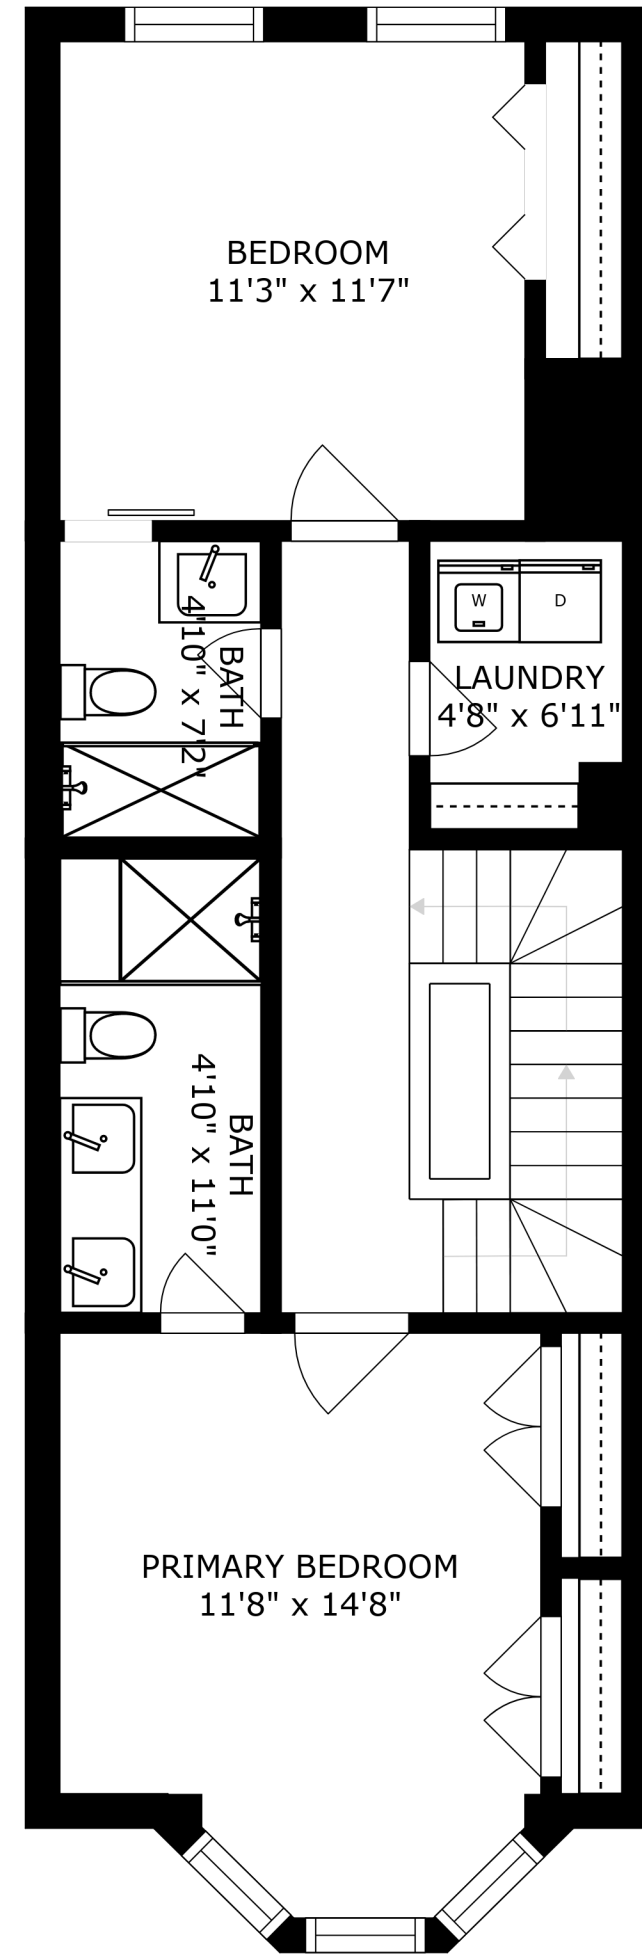 BEDROOM
11'3" x 11'7"
W
D
BATH
4'10" x 7'2"
LAUNDRY
4'8" x 6'11"
BATH
4'10" x 11'0"
PRIMARY BEDROOM
11'8" x 14'8"